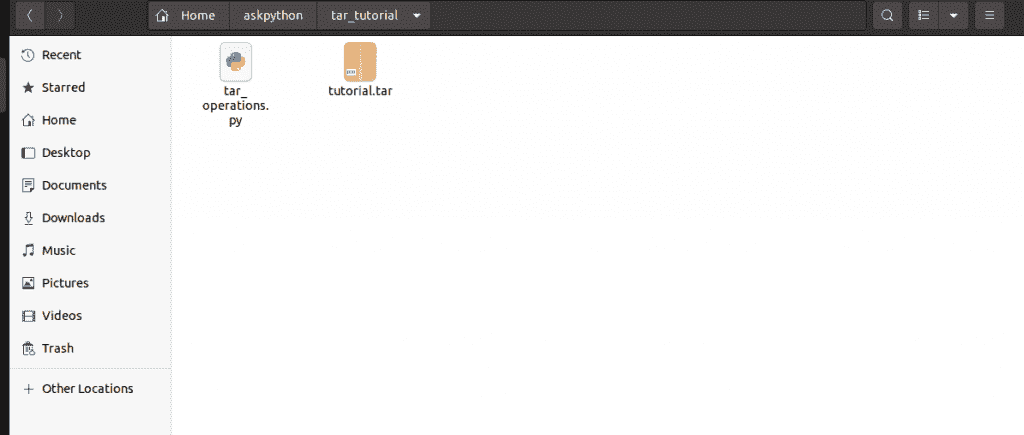 Home askpython tar_tutorial
Recent
Starred
Home
Desktop
Documents
Downloads
Music
Pictures
Videos
Trash
Other Locations
tar_
operations.
py
tutorial.tar